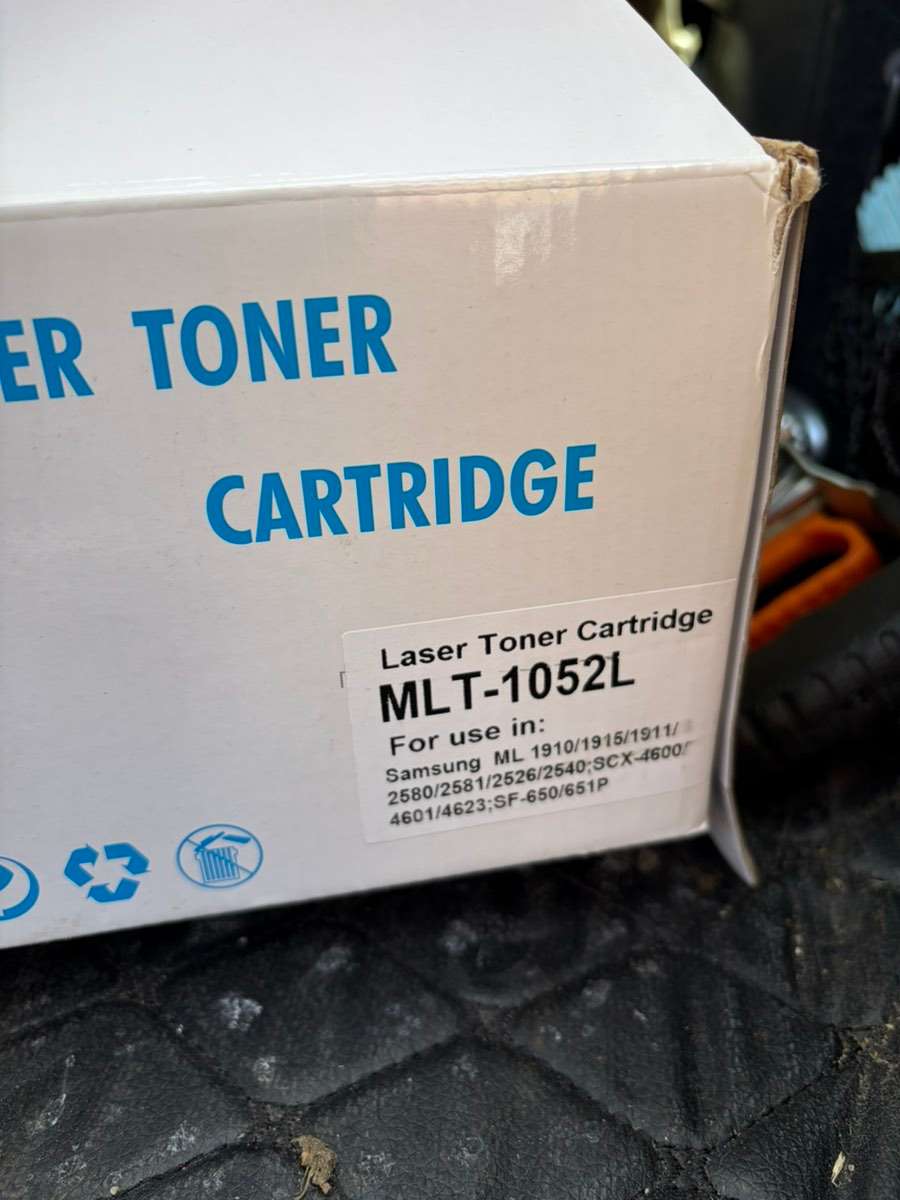 ER TONER
CARTRIDGE
Laser Toner Cartridge
MLT-1052L
For use in:
Samsung ML 1910/1915/1911/
2580/2581/2526/2540;SCX-4600/
4601/4623;SF-650/651P